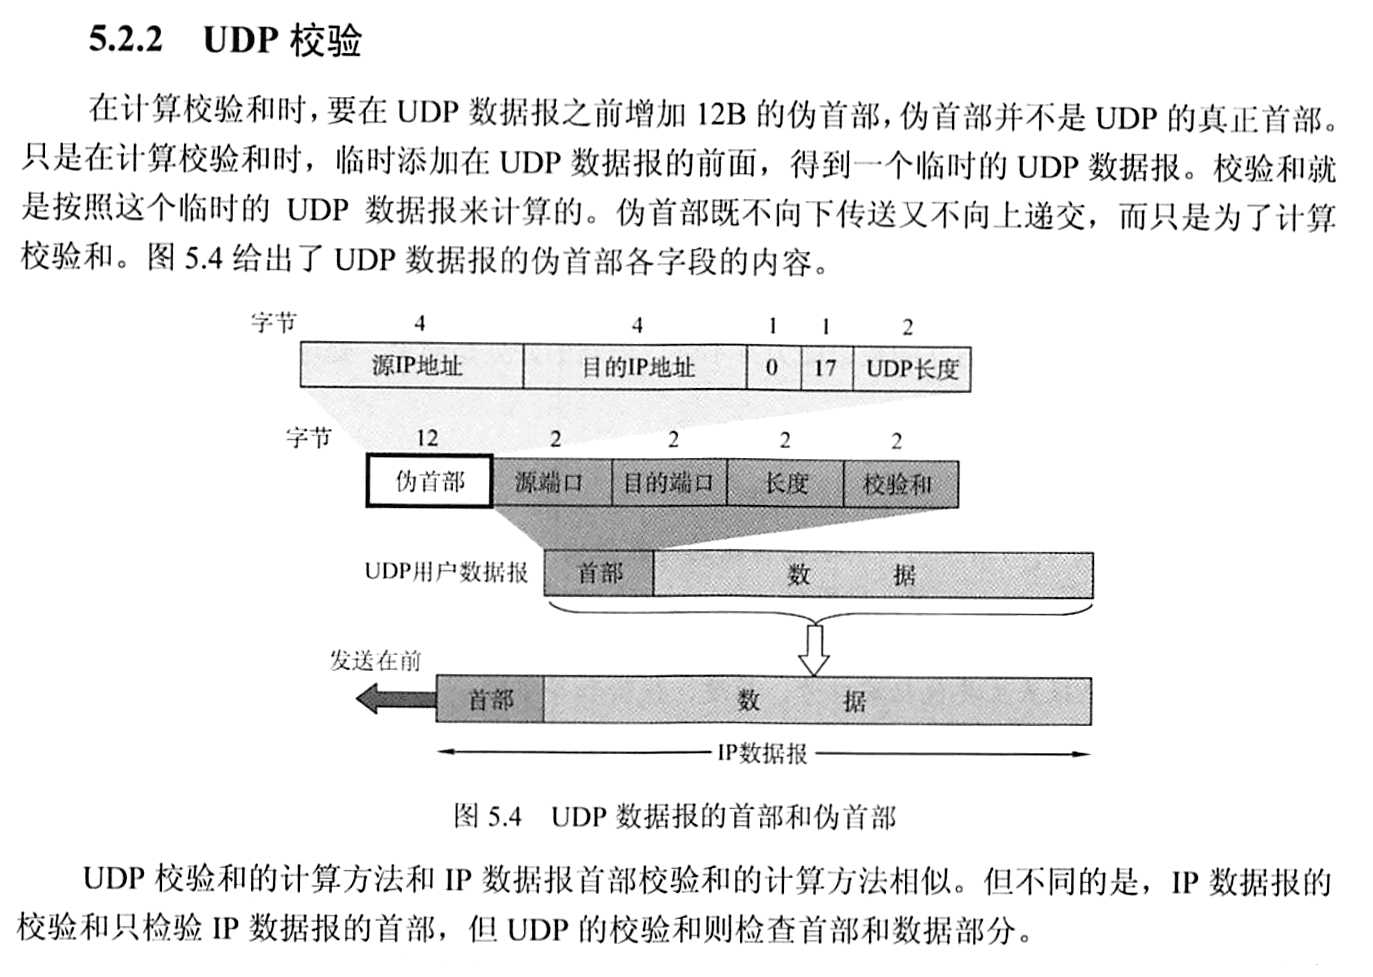 5.2.2 UDP 校验
在计算校验和时，要在 UDP 数据报之前增加 12B 的伪首部，伪首部并不是 UDP 的真正首部。
只是在计算校验和时，临时添加在 UDP 数据报的前面，得到一个临时的 UDP 数据报。校验和就
是按照这个临时的 UDP 数据报来计算的。伪首部既不向下传送又不向上递交，而只是为了计算
校验和。图 5.4 给出了 UDP 数据报的伪首部各字段的内容。
字节 4 4 1 1 2
源IP地址 目的IP地址 0 17 UDP长度
字节 12 2 2 2 2
伪首部 源端口 目的端口 长度 校验和
UDP用户数据报 首部 数 据
发送在前
首部 数 据
IP数据报
图 5.4 UDP 数据报的首部和伪首部
UDP 校验和的计算方法和 IP 数据报首部校验和的计算方法相似。但不同的是，IP 数据报的
校验和只检验 IP 数据报的首部，但 UDP 的校验和则检查首部和数据部分。